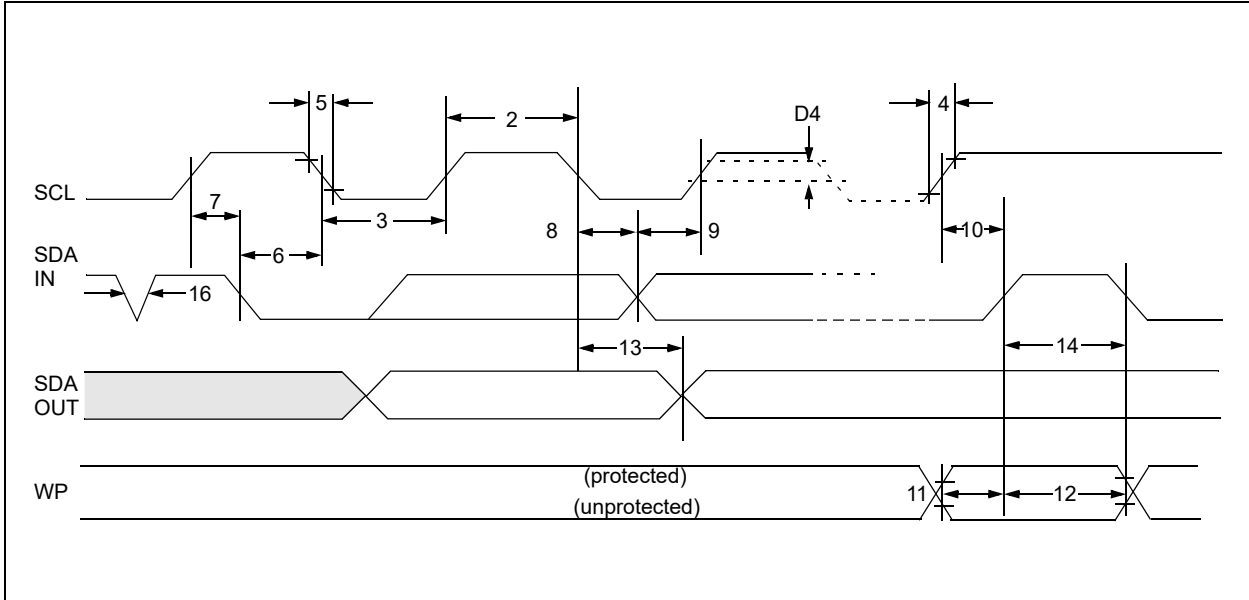 5
2
D4
4
SCL
7
3
8
9
10
SDA
IN
6
16
13
14
SDA
OUT
WP
(protected)
(unprotected)
11
12